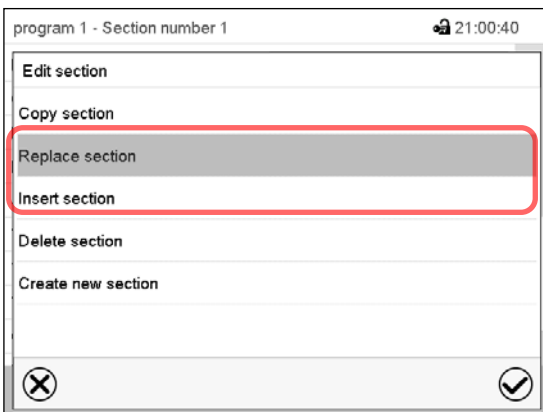 program 1 - Section number 1 21:00:40
Edit section
Copy section
Replace section
Insert section
Delete section
Create new section